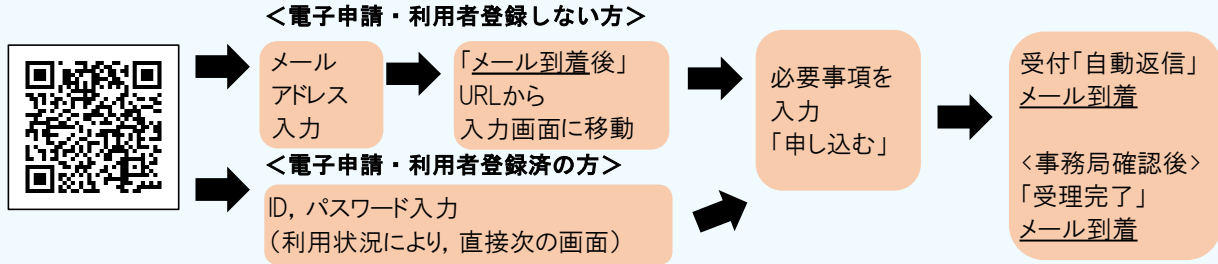 ＜電子申請・利用者登録しない方＞
メール
アドレス
入力
「メール到着後」
URLから
入力画面に移動
＜電子申請・利用者登録済の方＞
ID，パスワード入力
（利用状況により，直接次の画面）
必要事項を
入力
「申し込む」
受付「自動返信」
メール到着
<事務局確認後>
「受理完了」
メール到着